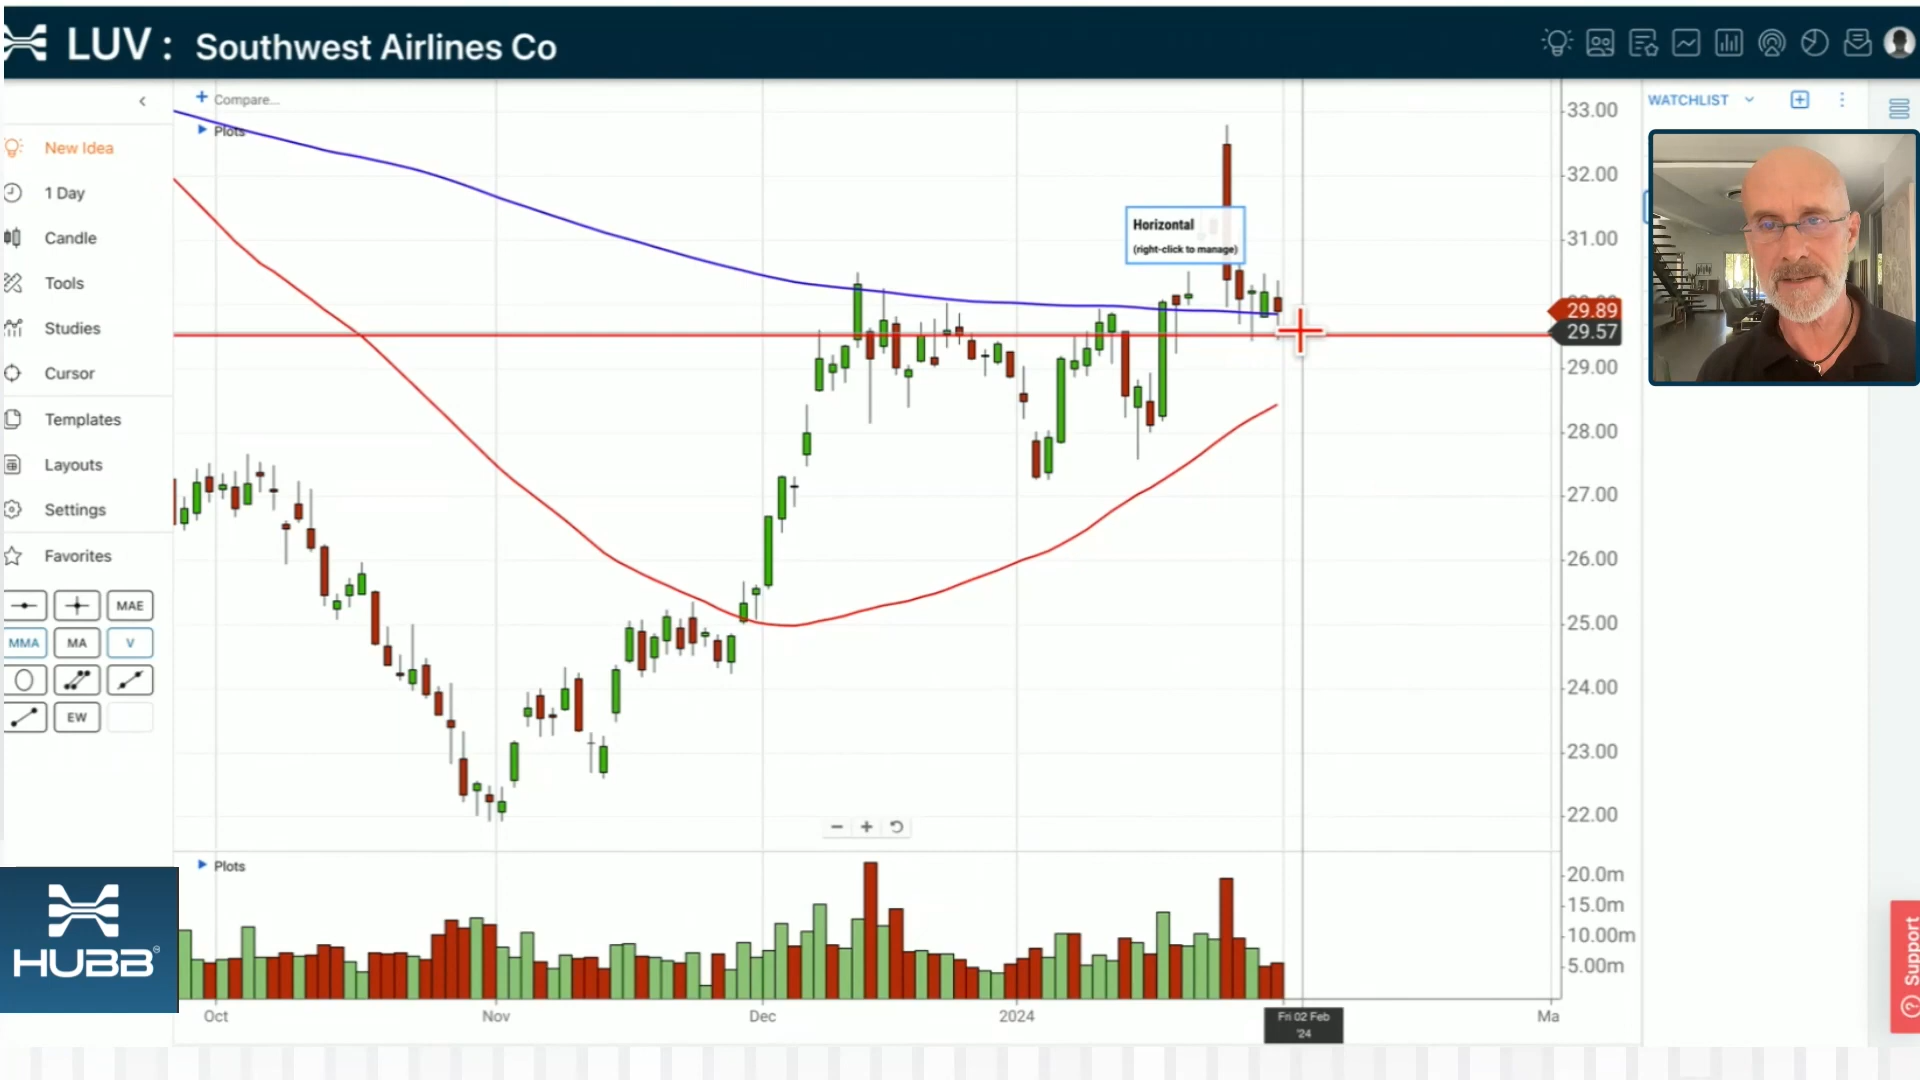 LUV : Southwest Airlines Co
Compare...
Plots
New Idea
1 Day
Candle
Tools
Studies
Cursor
Templates
Layouts
Settings
Favorites
MAE
MMA
MA
V
EW
Horizontal
(right-click to manage)
33.00
32.00
31.00
29.89
29.57
29.00
28.00
27.00
26.00
25.00
24.00
23.00
22.00
WATCHLIST
Plots
20.0m
15.0m
10.00m
5.00m
Oct
Nov
Dec
2024
Fri 02 Feb
'24
Ma
HUBB
Support